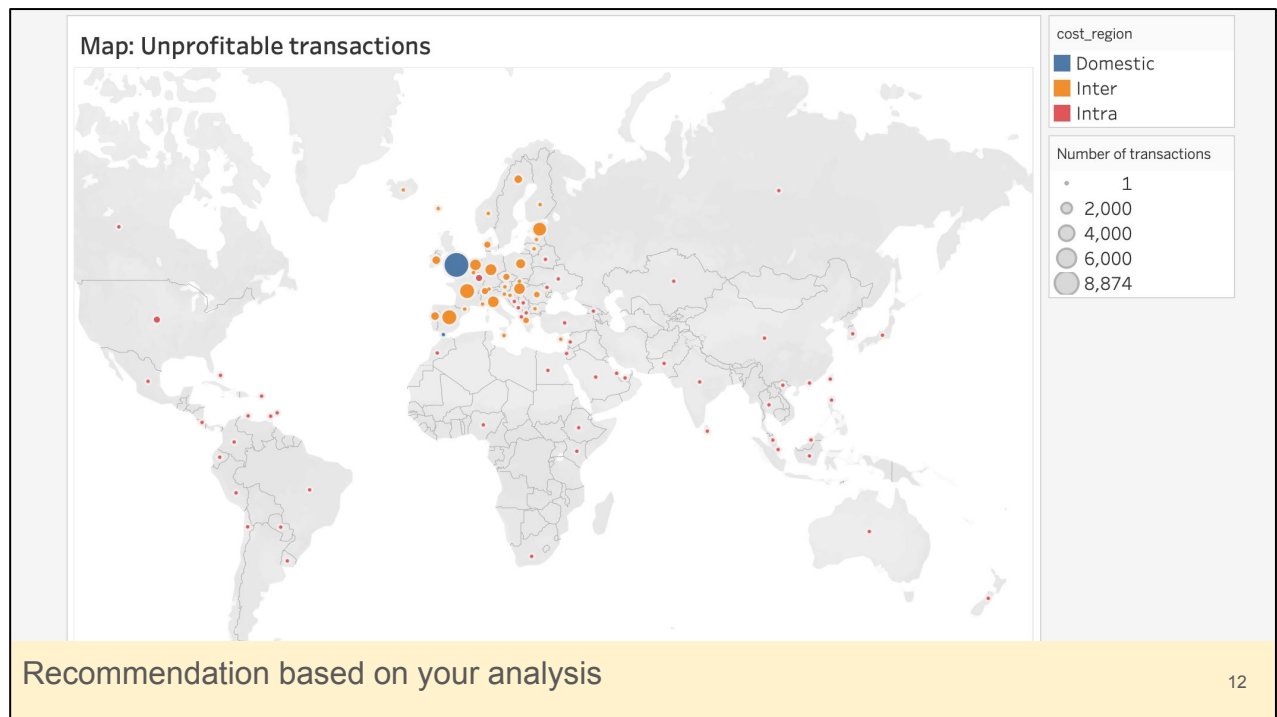 Map: Unprofitable transactions
cost_region
Domestic
Inter
Intra
Number of transactions
1
2,000
4,000
6,000
8,874
Recommendation based on your analysis
12